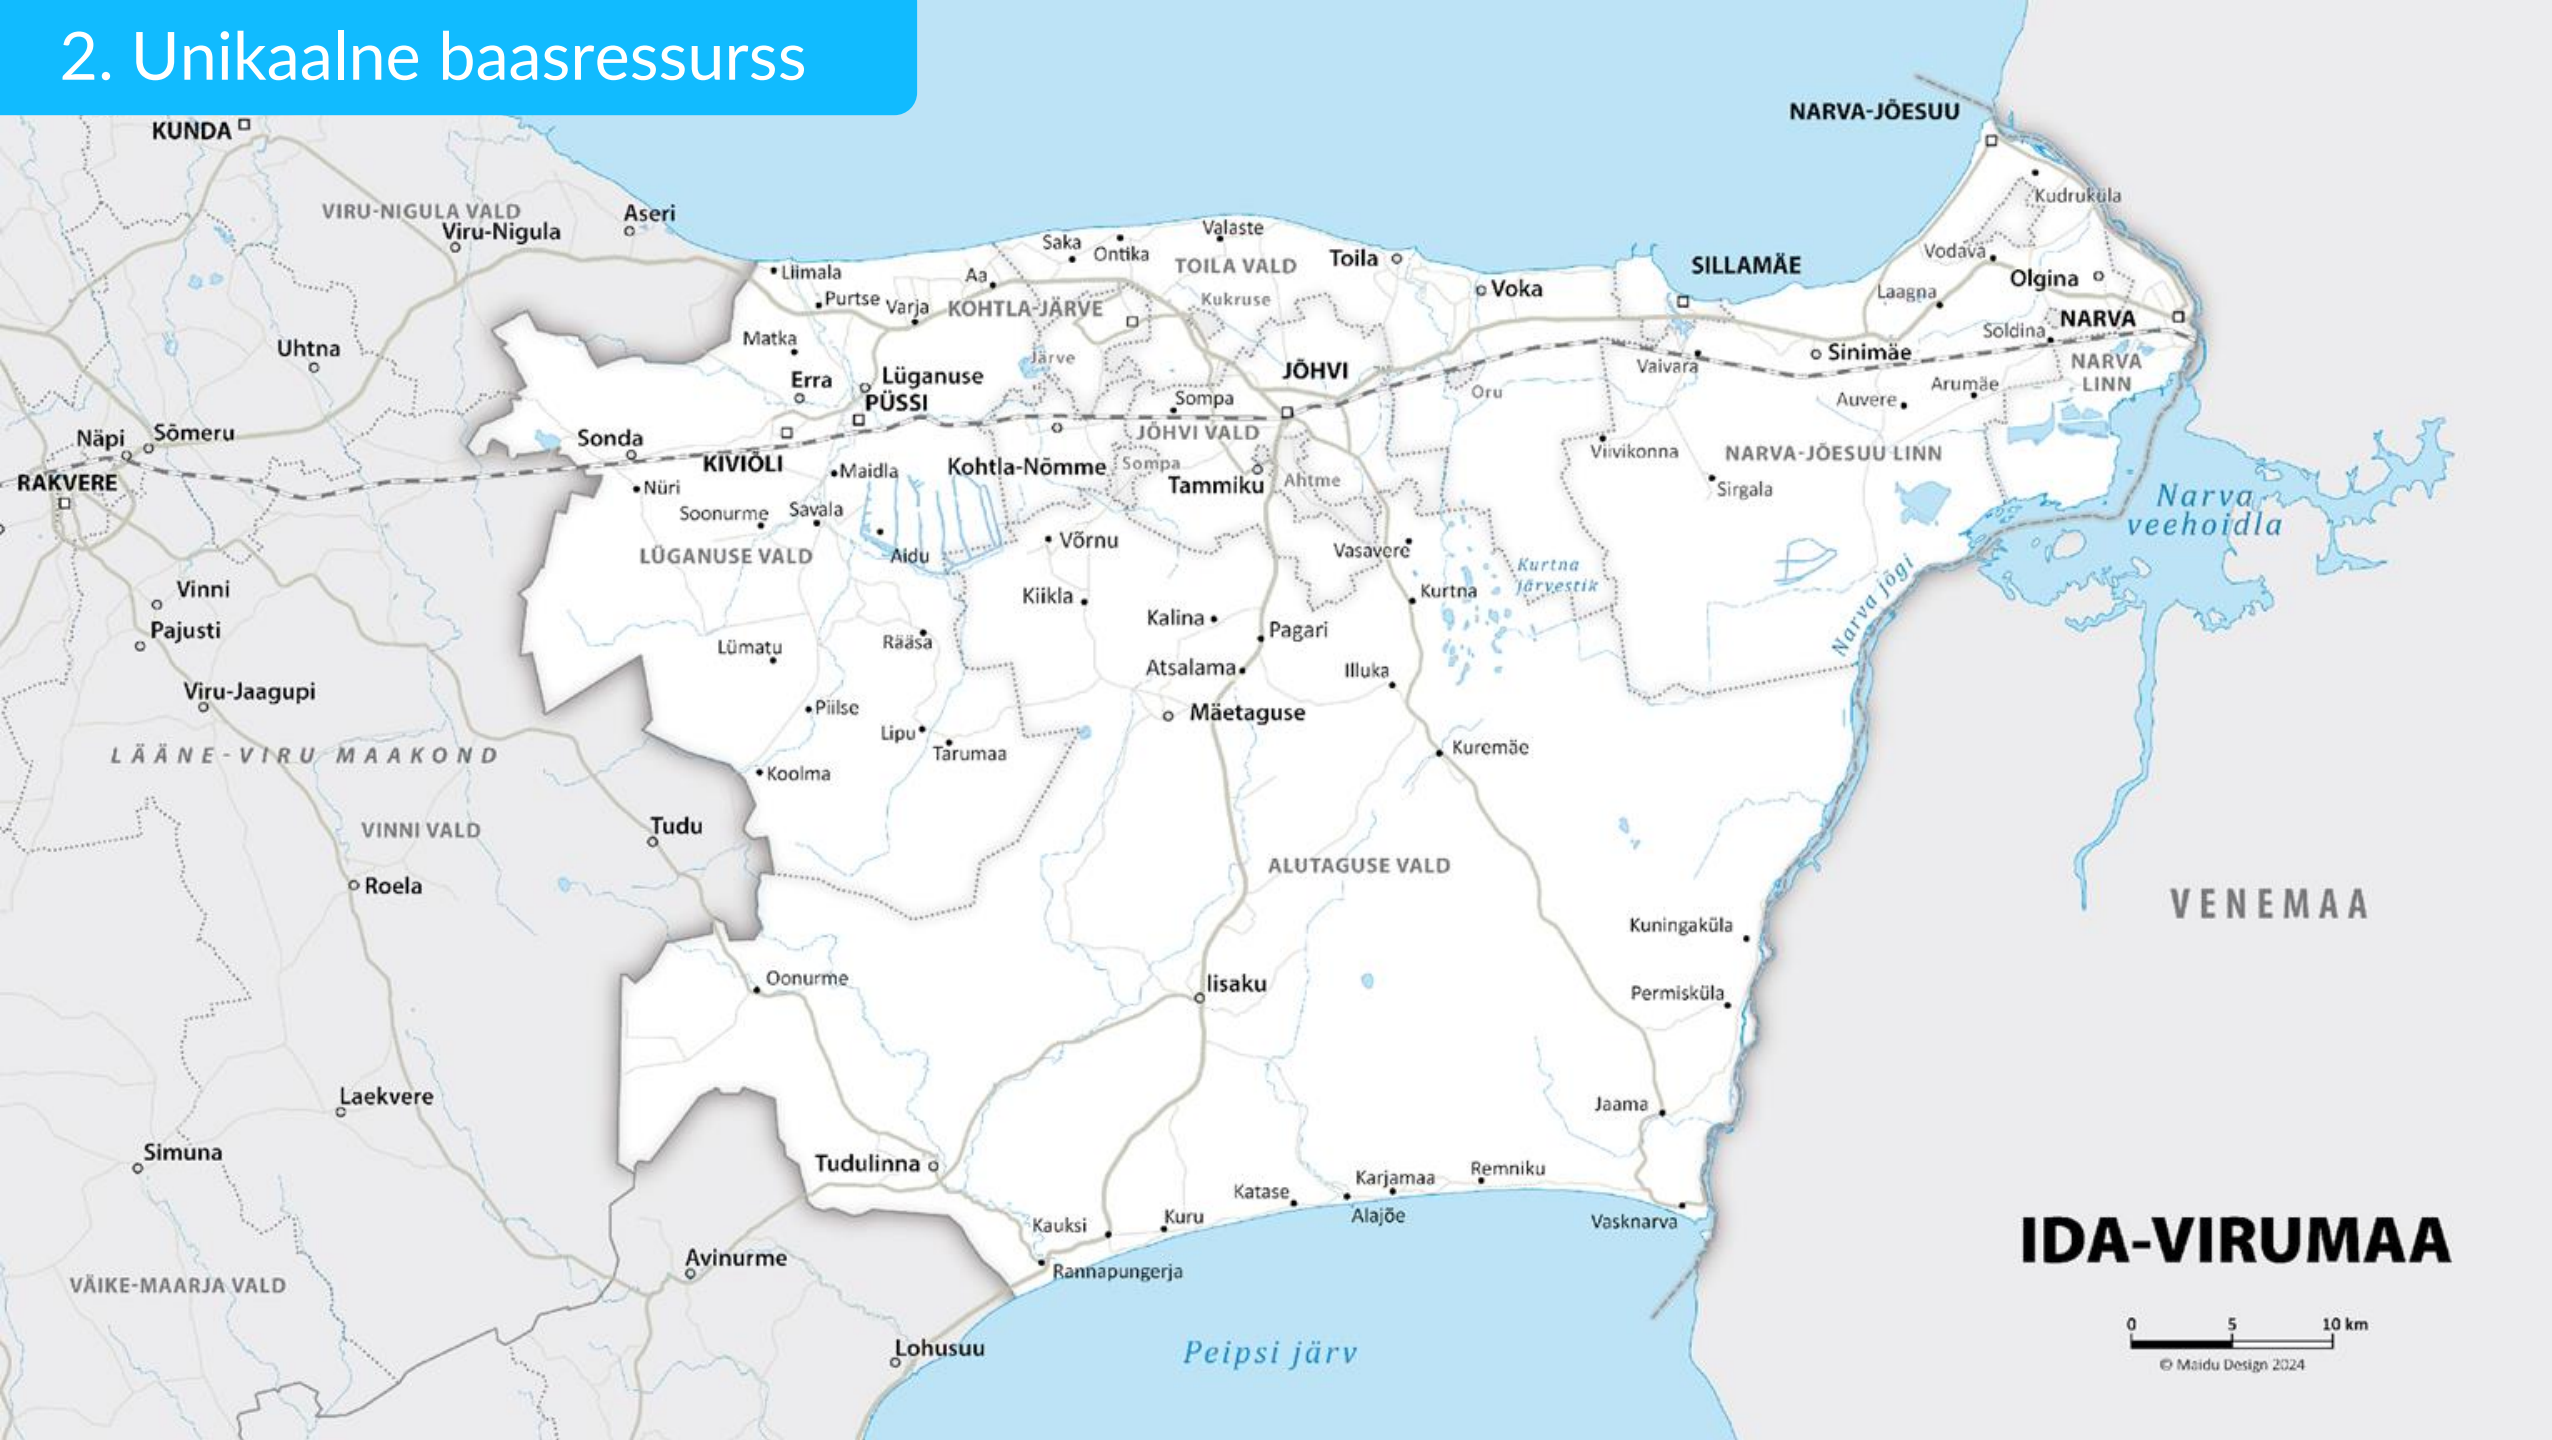 2. Unikaalne baasressurss
NARVA-JÕESUU
KUNDA
Kudruküla
VIRU-NIGULA VALD
Aseri
Viru-Nigula
Valaste
Saka
Ontika
Toila
Vodava
TOILA VALD
SILLAMÄE
Liimala
Aa
Olgina
Purtse
Varja
KOHTLA-JÄRVE
Kukruse
Voka
Laagna
NARVA
Soldina
Matka
Uhtna
Järve
Sinimäe
NARVA
LINN
Vaivara
JÕHVI
Erra
Lüganuse
PÜSSI
Sompa
Oru
Arumäe
Auvere
Näpi
Sõmeru
Sonda
JÕHVI VALD
Viivikonna
NARVA-JÕESUU LINN
KIVIÕLI
Maidla
Kohtla-Nõmme
Sompa
RAKVERE
Nüri
Tammiku
Ahtme
Sirgala
Narva
veehoidla
Soonurme
Savala
LÜGANUSE VALD
Aidu
Võrnu
Vasavere
Kurtna
järvestik
Vinni
Kiikla
Kurtna
Narva jõgi
Pajusti
Kalina
Pagari
Lümatu
Rääsa
Atsalama
Illuka
Viru-Jaagupi
Piilse
Mäetaguse
Lipu
Tarumaa
Kuremäe
LÄÄNE-VIRU MAAKOND
Koolma
VINNI VALD
Tudu
ALUTAGUSE VALD
Roela
VENEMAA
Kuningaküla
Oonurme
Iisaku
Permisküla
Laekvere
Jaama
Simuna
Tudulinna
Karjamaa
Remniku
Katase
Kauksi
Kuru
Alajõe
Vasknarva
IDA-VIRUMAA
Avinurme
Rannapungerja
VÄIKE-MAARJA VALD
0 5 10 km
Lohusuu
Peipsi järv
© Maidu Design 2024